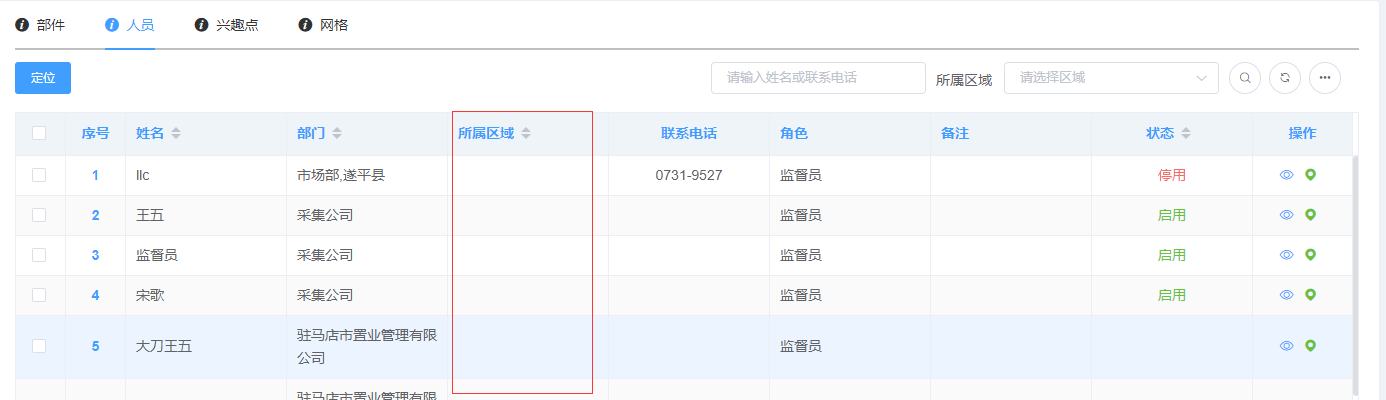 部件 人员 兴趣点 网格
定位 请输入姓名或联系电话 所属区域 请选择区域
序号 姓名 部门 所属区域 联系电话 角色 备注 状态 操作
1 llc 市场部,遂平县 0731-9527 监督员 停用
2 王五 采集公司 监督员 启用
3 监督员 采集公司 监督员 启用
4 宋歌 采集公司 监督员 启用
5 大刀王五 驻马店市置业管理有限 监督员
公司
驻马店市置业管理有限